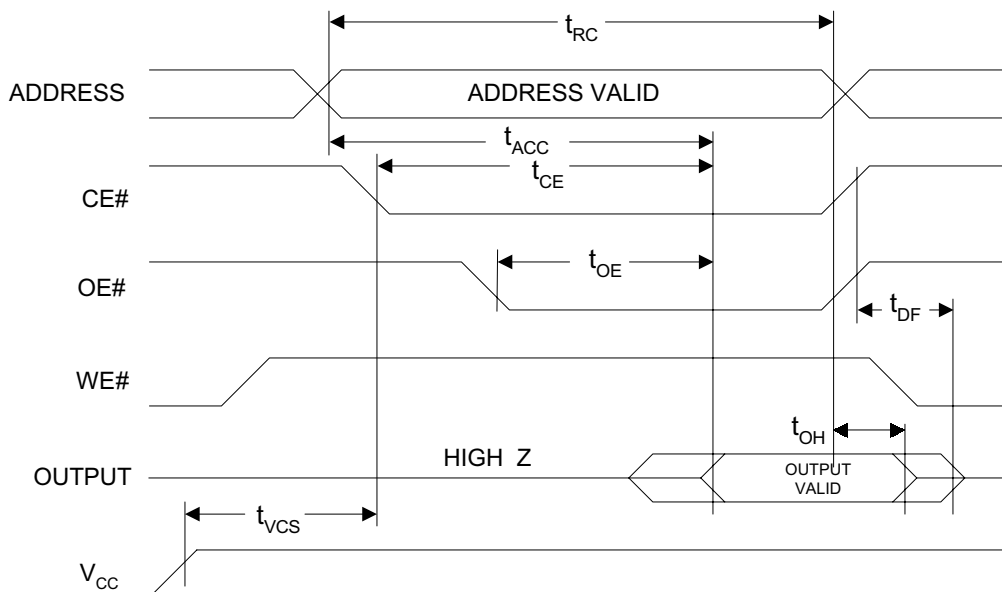 tRC
ADDRESS
ADDRESS VALID
tACC
tCE
CE#
tOE
OE#
tDF
WE#
tOH
HIGH Z
OUTPUT
OUTPUT
VALID
tVCS
VCC